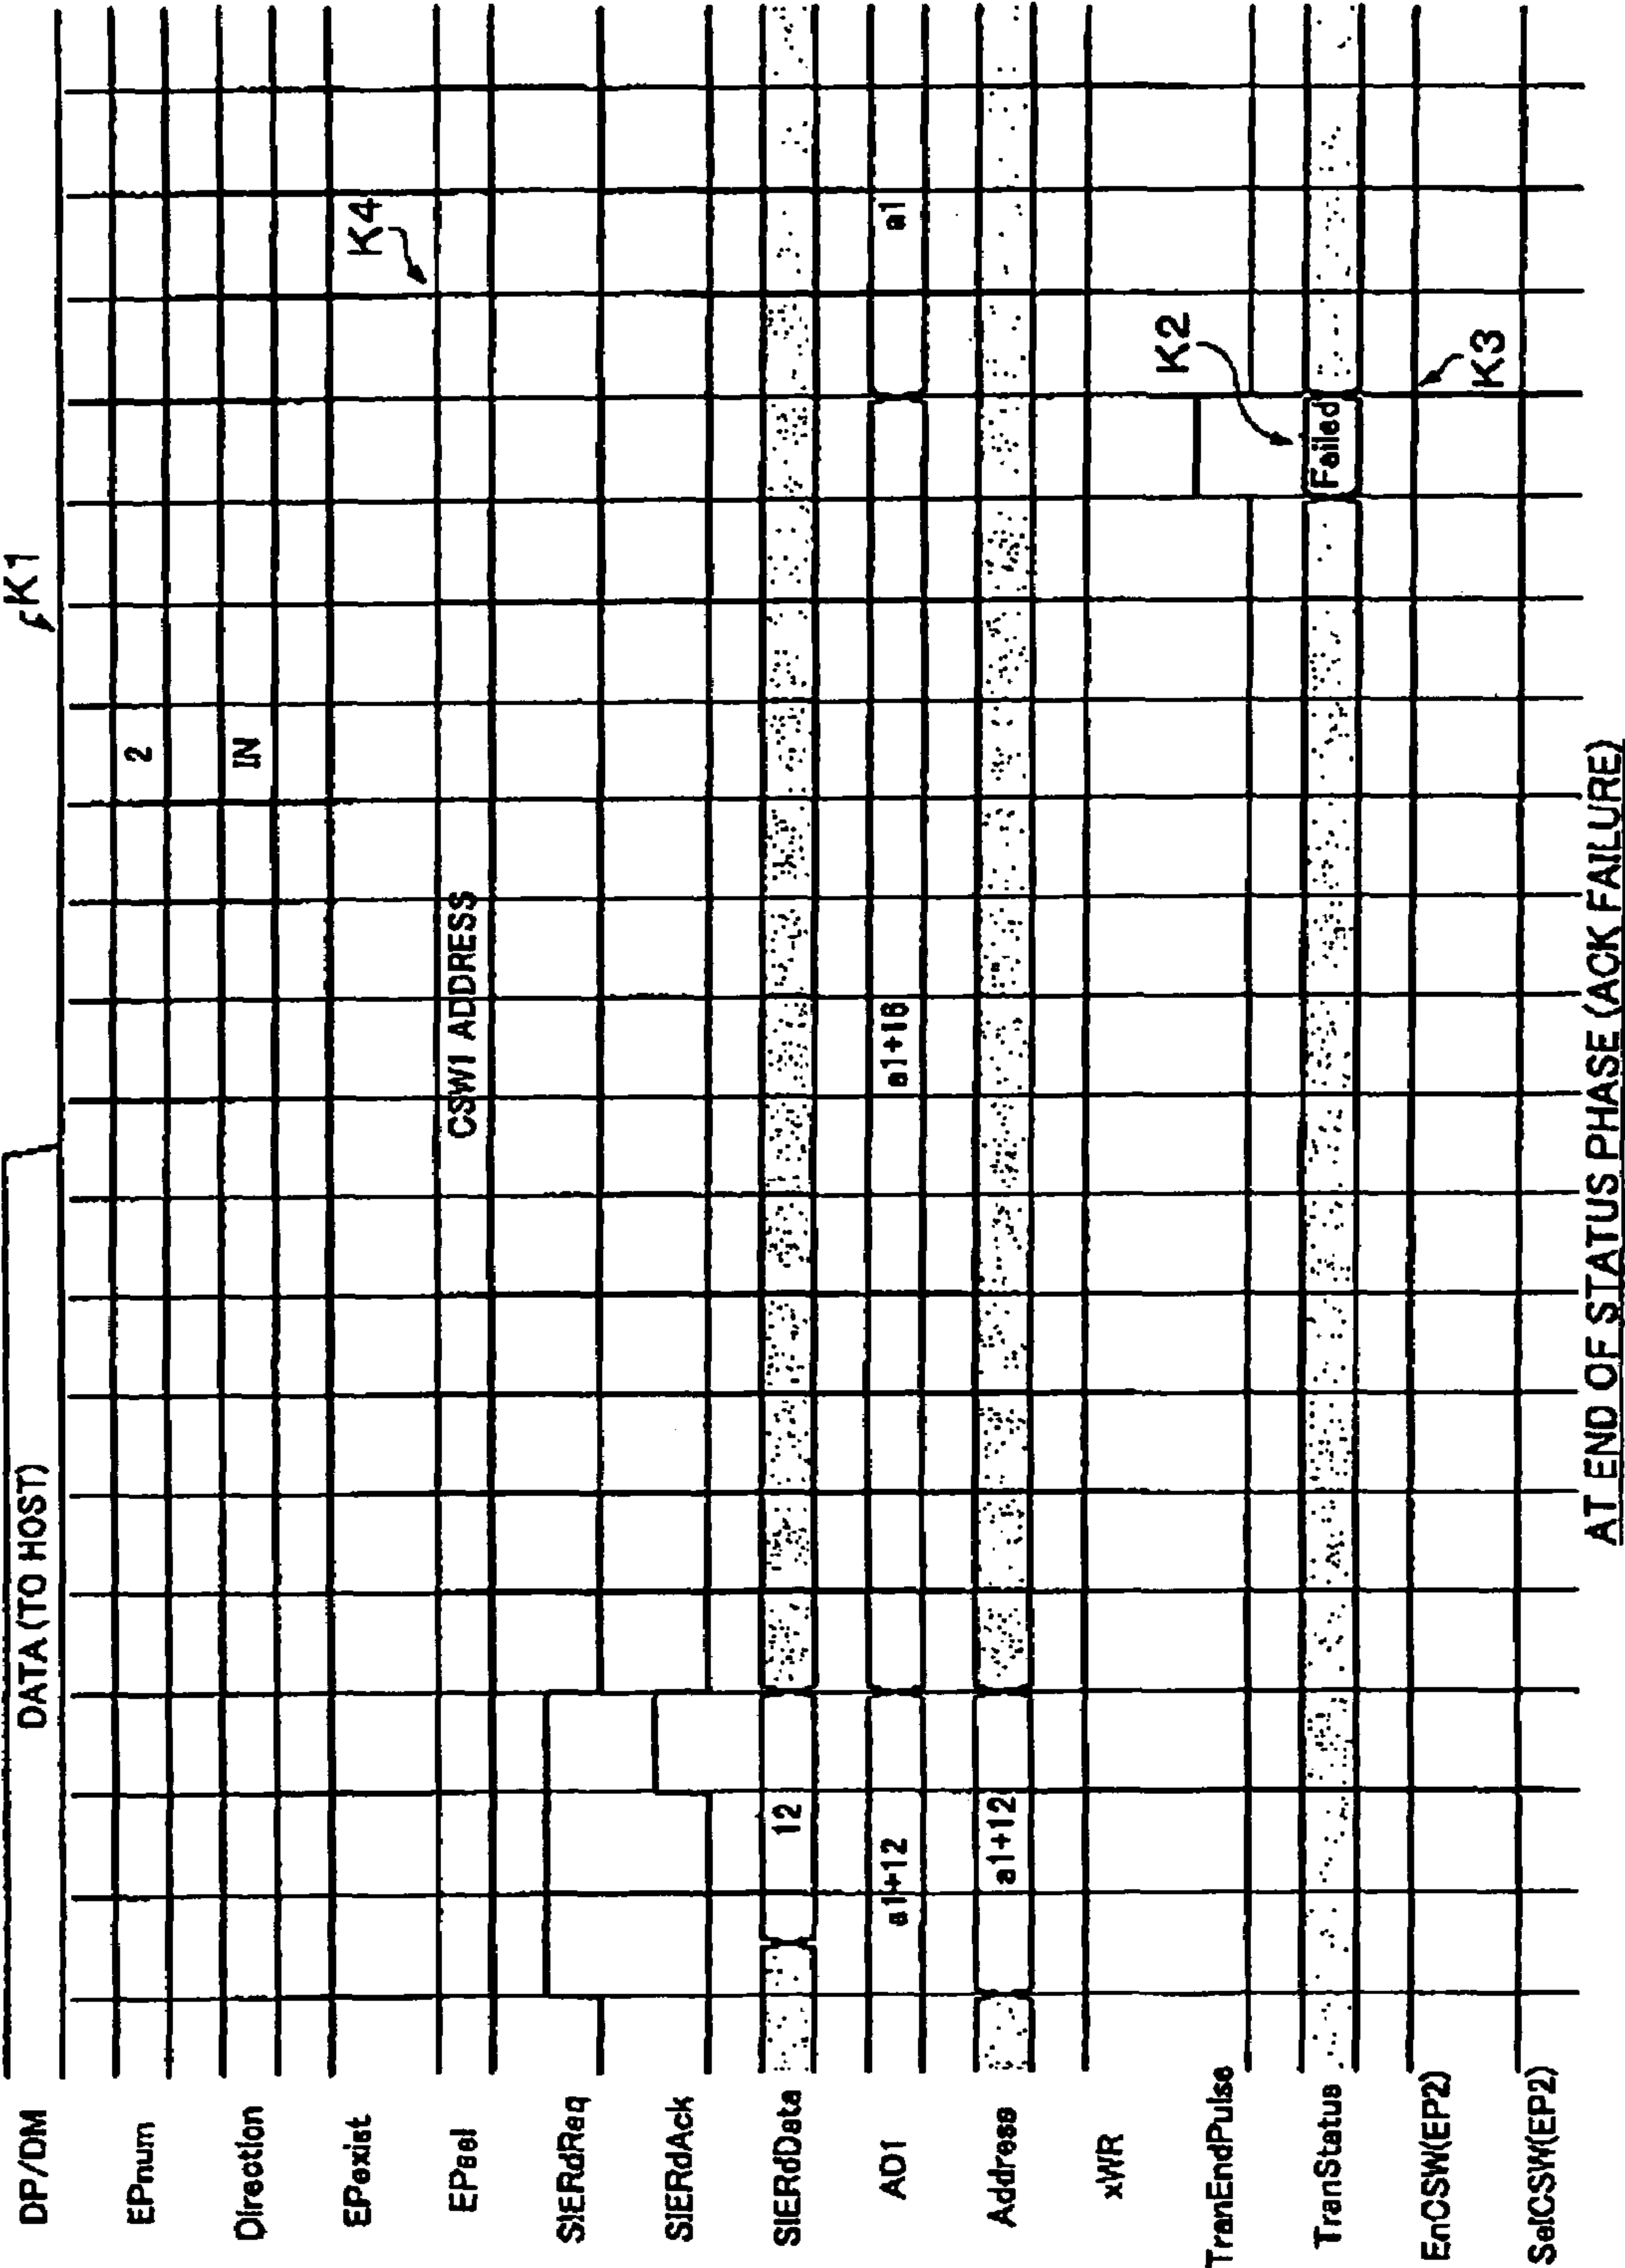 DP/DM
DATA (TO HOST)
K1
EPnum
2
Direction
IN
EPexist
K4
EPsel
CSW1 ADDRESS
SIERdReq
SIERdAck
SIERdData
12
AD1
a1+12
a1+16
a1
Address
a1+12
xWR
TranEndPulse
K2
TranStatus
Failed
EnCSW(EP2)
K3
SelCSW(EP2)
AT END OF STATUS PHASE (ACK FAILURE)